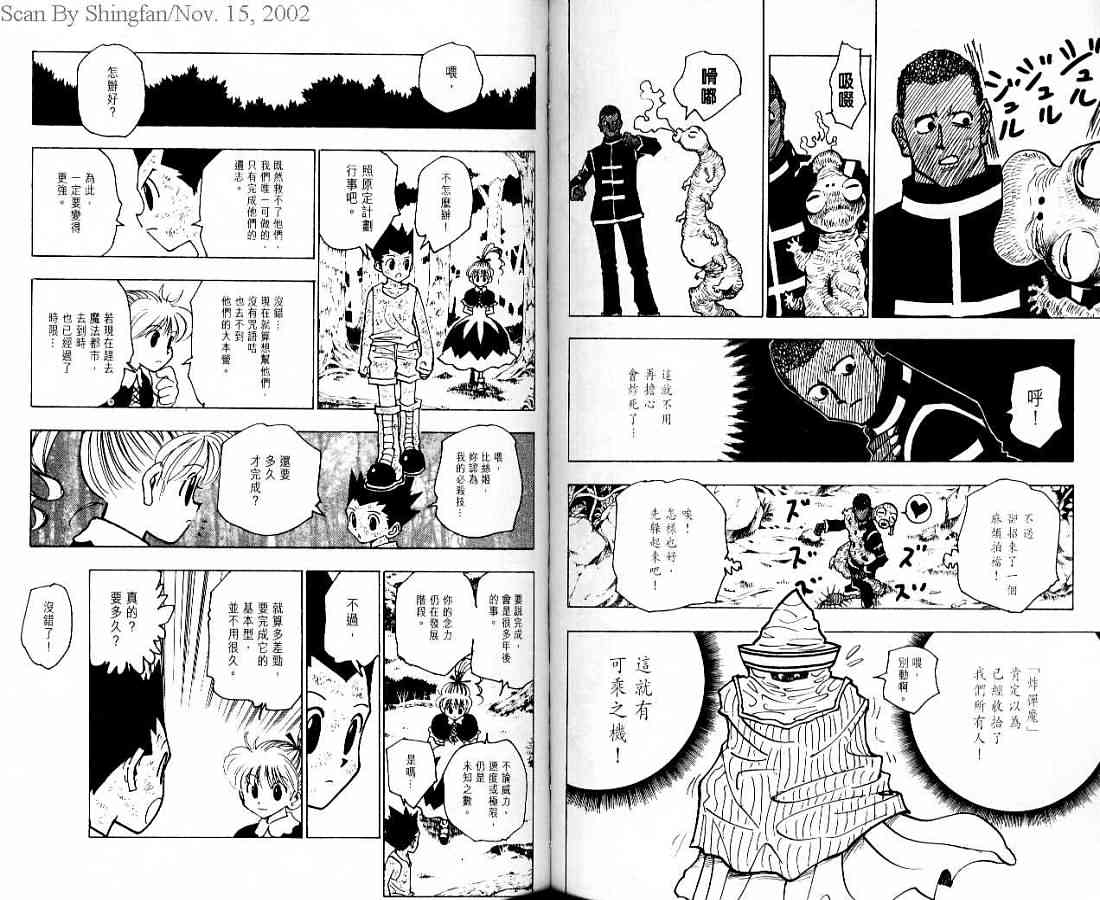 Scan By Shingfan/Nov. 15, 2002
ジュル
ジュル
ジュル
吸啜
嘟
呼！
這就不用
再擔心
會炸死了…
不過
卻招來了一個
麻煩拍檔！
唉！
怎樣也好，
先躲起來吧！
ズ
ズ
ズ
「炸彈魔」
肯定以為
已經收拾了
我們所有人！
喂，
別動啊。
這就有
可乘之機！
喂，
怎辦好？
不怎麼辦！
照原定計劃
行事吧。
既然救不了他們，
我們唯一可做的，
只有完成他們的
遺志。
為此，
一定要變得
更強。
沒錯…
現在就算想幫他們，
沒有咒語咭
也去不到
他們的大本營。
若現在趕去
魔法都市，
去到時
也已經過了
時限…
喂，
比絲姬，
妳認為
我的必殺技…
還要
多久
才完成？
要說完成，
會是很多年後
的事。
你的念力
仍在發展
階段。
不論威力、
速度或極限，
仍是
未知之數。
是嗎…
不過，
就算多差勁，
要完成它的
基本型，
並不用很久。
真的？
要多久？
沒錯了！